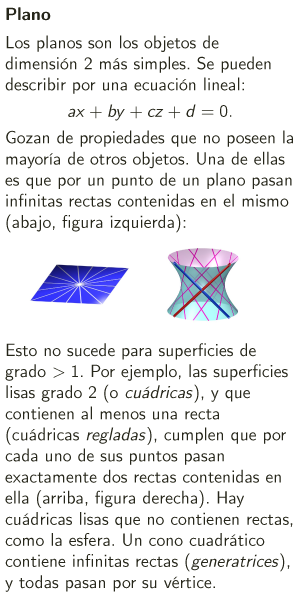 Plano
Los planos son los objetos de
dimensión 2 más simples. Se pueden
describir por una ecuación lineal:
ax + by + cz + d = 0.
Gozan de propiedades que no poseen la
mayoría de otros objetos. Una de ellas
es que por un punto de un plano pasan
infinitas rectas contenidas en el mismo
(abajo, figura izquierda):
Esto no sucede para superficies de
grado > 1. Por ejemplo, las superficies
lisas grado 2 (o cuádricas), y que
contienen al menos una recta
(cuádricas regladas), cumplen que por
cada uno de sus puntos pasan
exactamente dos rectas contenidas en
ella (arriba, figura derecha). Hay
cuádricas lisas que no contienen rectas,
como la esfera. Un cono cuadrático
contiene infinitas rectas (generatrices),
y todas pasan por su vértice.